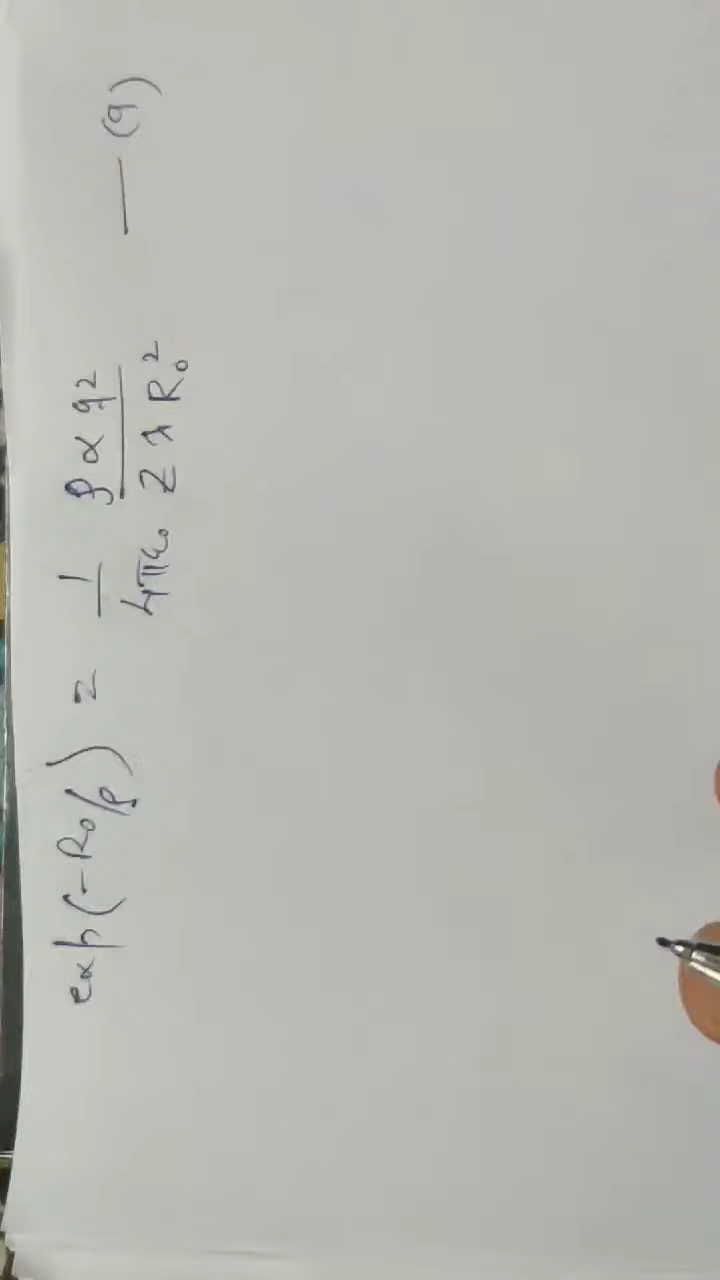 exp(-R₀/ρ) = 1/4πε₀ ρ α q²/z λ R₀² — (9)